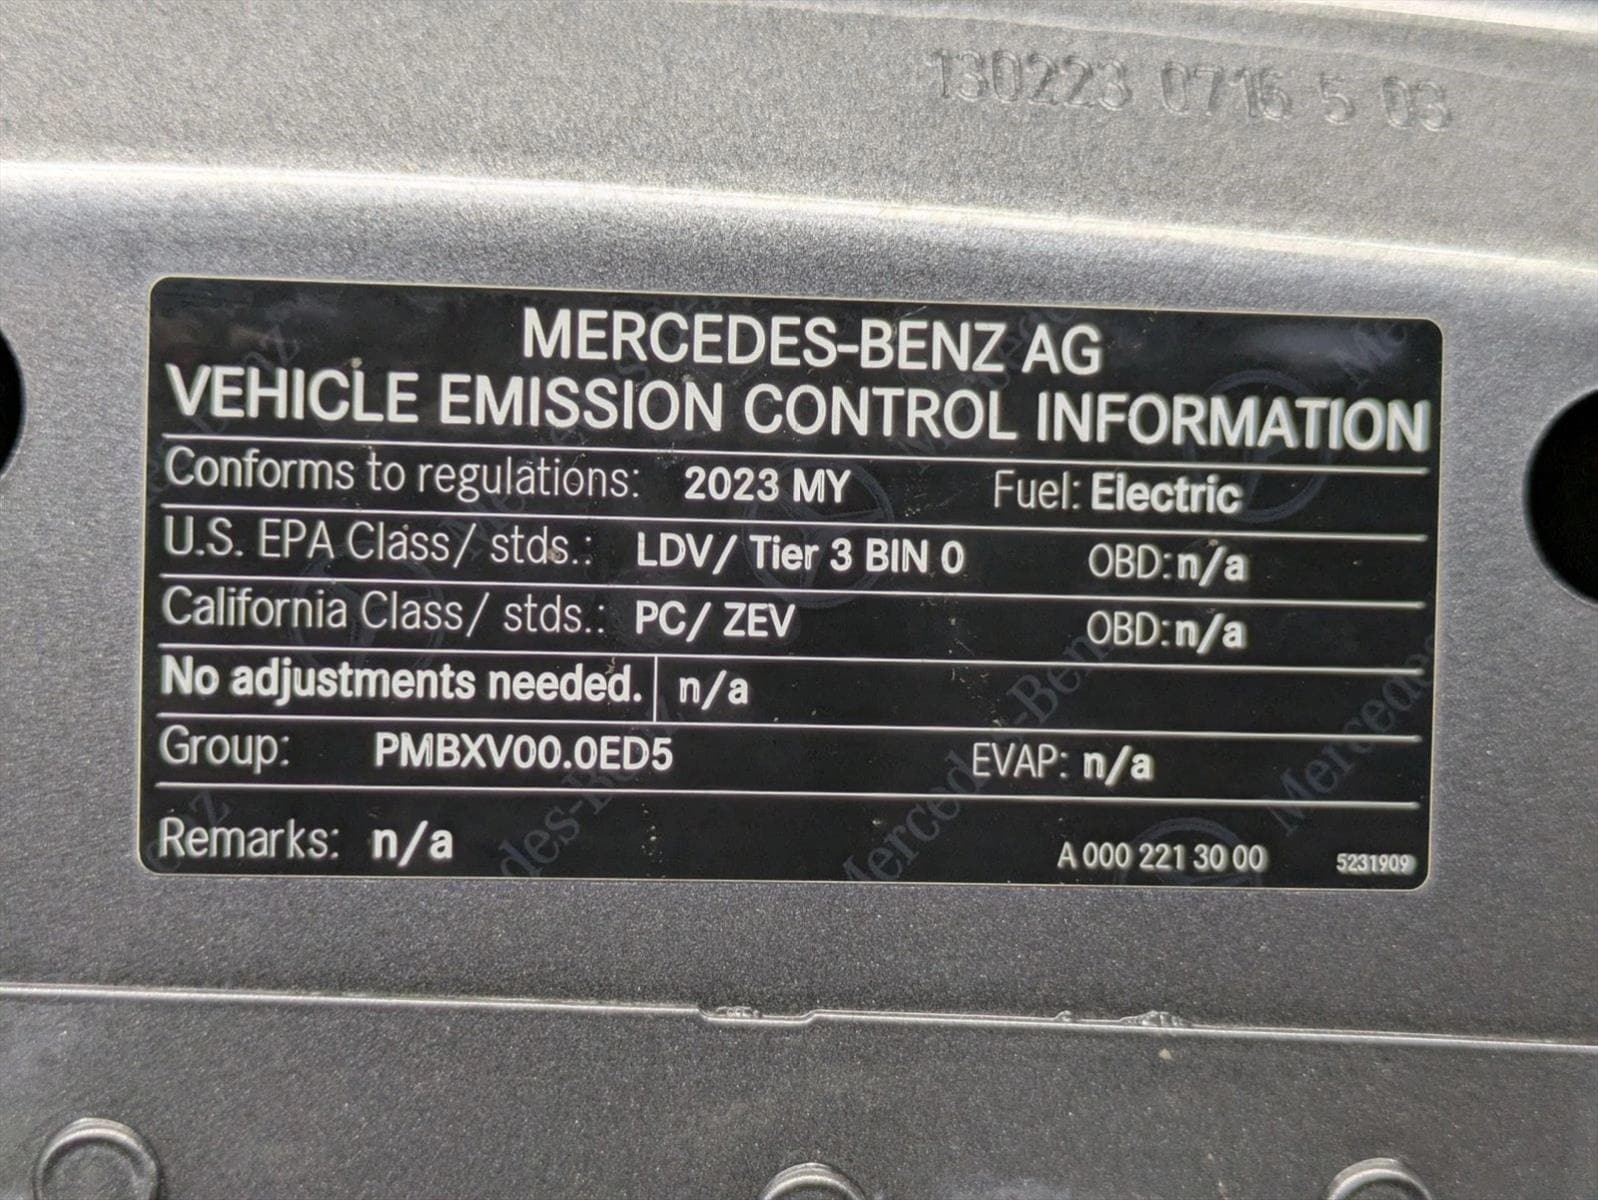 130223 0716 5 03
MERCEDES-BENZ AG
VEHICLE EMISSION CONTROL INFORMATION
Conforms to regulations: 2023 MY Fuel: Electric
U.S. EPA Class/ stds.: LDV/ Tier 3 BIN 0 OBD: n/a
California Class/ stds.: PC/ ZEV OBD: n/a
No adjustments needed. n/a
Group: PMBXV00.0ED5 EVAP: n/a
Remarks: n/a A 000 221 30 00 5231909